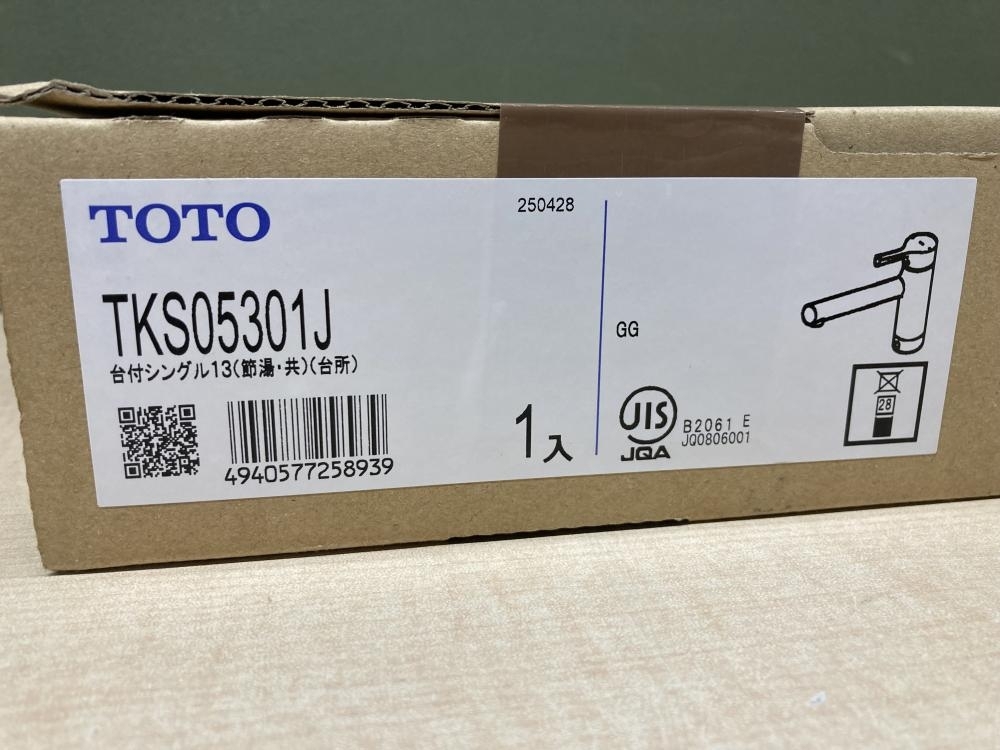 TOTO
250428
TKS05301J
台付シングル13(節湯・共)(台所)
4940577258939
1入
GG
JIS
JQA
B2061 E
JQ0806001
28